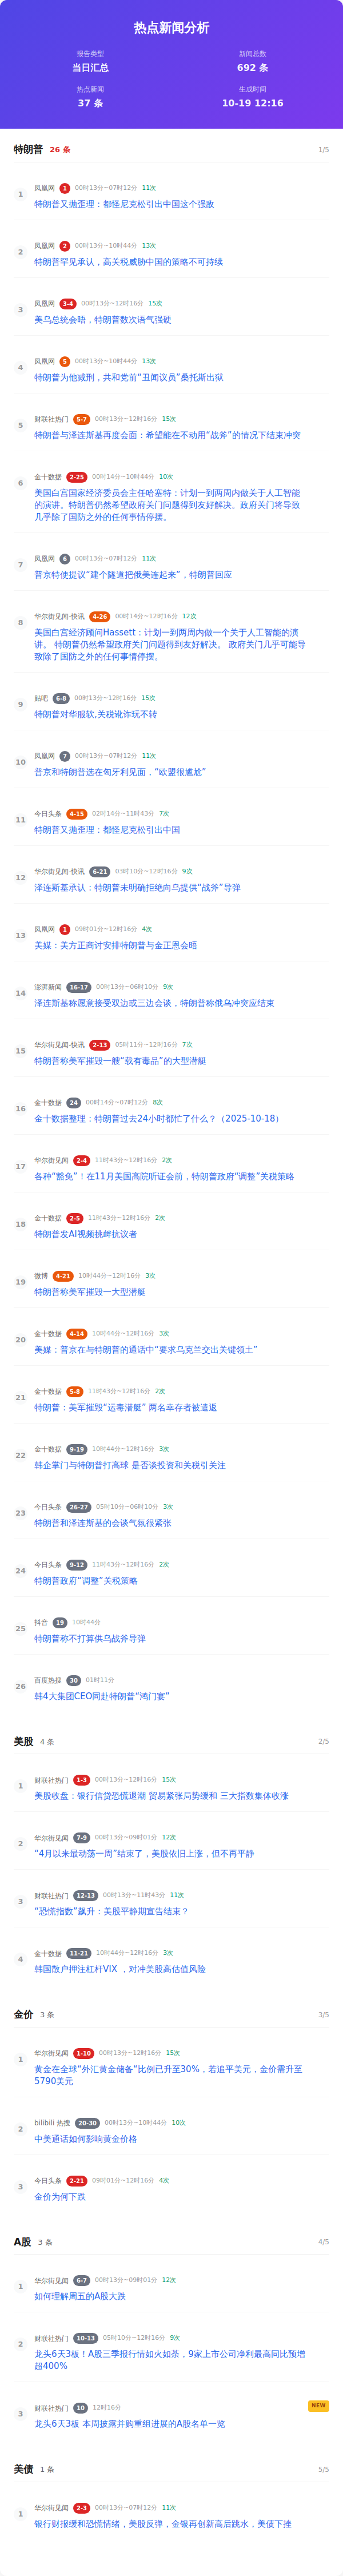 热点新闻分析
报告类型
当日汇总
新闻总数
692 条
热点新闻
37 条
生成时间
10-19 12:16
特朗普 26 条 1/5
1
凤凰网 1 00时13分~07时12分 11次
特朗普又抛歪理：都怪尼克松引出中国这个强敌
2
凤凰网 2 00时13分~10时44分 13次
特朗普罕见承认，高关税威胁中国的策略不可持续
3
凤凰网 3-4 00时13分~12时16分 15次
美乌总统会晤，特朗普数次语气强硬
4
凤凰网 5 00时13分~10时44分 13次
特朗普为他减刑，共和党前“丑闻议员”桑托斯出狱
5
财联社热门 5-7 00时13分~12时16分 15次
特朗普与泽连斯基再度会面：希望能在不动用“战斧”的情况下结束冲突
6
金十数据 2-25 00时14分~10时44分 10次
美国白宫国家经济委员会主任哈塞特：计划一到两周内做关于人工智能
的演讲。特朗普仍然希望政府关门问题得到友好解决。政府关门将导致
几乎除了国防之外的任何事情停摆。
7
凤凰网 6 00时13分~07时12分 11次
普京特使提议“建个隧道把俄美连起来”，特朗普回应
8
华尔街见闻-快讯 4-26 00时14分~12时16分 12次
美国白宫经济顾问Hassett：计划一到两周内做一个关于人工智能的演
讲。 特朗普仍然希望政府关门问题得到友好解决。 政府关门几乎可能导
致除了国防之外的任何事情停摆。
9
贴吧 6-8 00时13分~12时16分 15次
特朗普对华服软,关税讹诈玩不转
10
凤凰网 7 00时13分~07时12分 11次
普京和特朗普选在匈牙利见面，“欧盟很尴尬”
11
今日头条 4-15 02时14分~11时43分 7次
特朗普又抛歪理：都怪尼克松引出中国
12
华尔街见闻-快讯 6-21 03时10分~12时16分 9次
泽连斯基承认：特朗普未明确拒绝向乌提供“战斧”导弹
13
凤凰网 1 09时01分~12时16分 4次
美媒：美方正商讨安排特朗普与金正恩会晤
14
澎湃新闻 16-17 00时13分~06时10分 9次
泽连斯基称愿意接受双边或三边会谈，特朗普称俄乌冲突应结束
15
华尔街见闻-快讯 2-13 05时11分~12时16分 7次
特朗普称美军摧毁一艘“载有毒品”的大型潜艇
16
金十数据 24 00时14分~07时12分 8次
金十数据整理：特朗普过去24小时都忙了什么？（2025-10-18）
17
华尔街见闻 2-4 11时43分~12时16分 2次
各种“豁免”！在11月美国高院听证会前，特朗普政府“调整”关税策略
18
金十数据 2-5 11时43分~12时16分 2次
特朗普发AI视频挑衅抗议者
19
微博 4-21 10时44分~12时16分 3次
特朗普称美军摧毁一大型潜艇
20
金十数据 4-14 10时44分~12时16分 3次
美媒：普京在与特朗普的通话中“要求乌克兰交出关键领土”
21
金十数据 5-8 11时43分~12时16分 2次
特朗普：美军摧毁“运毒潜艇” 两名幸存者被遣返
22
金十数据 9-19 10时44分~12时16分 3次
韩企掌门与特朗普打高球 是否谈投资和关税引关注
23
今日头条 26-27 05时10分~06时10分 3次
特朗普和泽连斯基的会谈气氛很紧张
24
今日头条 9-12 11时43分~12时16分 2次
特朗普政府“调整”关税策略
25
抖音 19 10时44分
特朗普称不打算供乌战斧导弹
26
百度热搜 30 01时11分
韩4大集团CEO同赴特朗普“鸿门宴”
美股 4 条 2/5
1
财联社热门 1-3 00时13分~12时16分 15次
美股收盘：银行信贷恐慌退潮 贸易紧张局势缓和 三大指数集体收涨
2
华尔街见闻 7-9 00时13分~09时01分 12次
“4月以来最动荡一周”结束了，美股依旧上涨，但不再平静
3
财联社热门 12-13 00时13分~11时43分 11次
“恐慌指数”飙升：美股平静期宣告结束？
4
金十数据 11-21 10时44分~12时16分 3次
韩国散户押注杠杆VIX ，对冲美股高估值风险
金价 3 条 3/5
1
华尔街见闻 1-10 00时13分~12时16分 15次
黄金在全球“外汇黄金储备”比例已升至30%，若追平美元，金价需升至
5790美元
2
bilibili 热搜 20-30 00时13分~10时44分 10次
中美通话如何影响黄金价格
3
今日头条 2-21 09时01分~12时16分 4次
金价为何下跌
A股 3 条 4/5
1
华尔街见闻 6-7 00时13分~09时01分 12次
如何理解周五的A股大跌
2
财联社热门 10-13 05时10分~12时16分 9次
龙头6天3板！A股三季报行情如火如荼，9家上市公司净利最高同比预增
超400%
3
财联社热门 10 12时16分 NEW
龙头6天3板 本周披露并购重组进展的A股名单一览
美债 1 条 5/5
1
华尔街见闻 2-3 00时13分~07时12分 11次
银行财报缓和恐慌情绪，美股反弹，金银再创新高后跳水，美债下挫